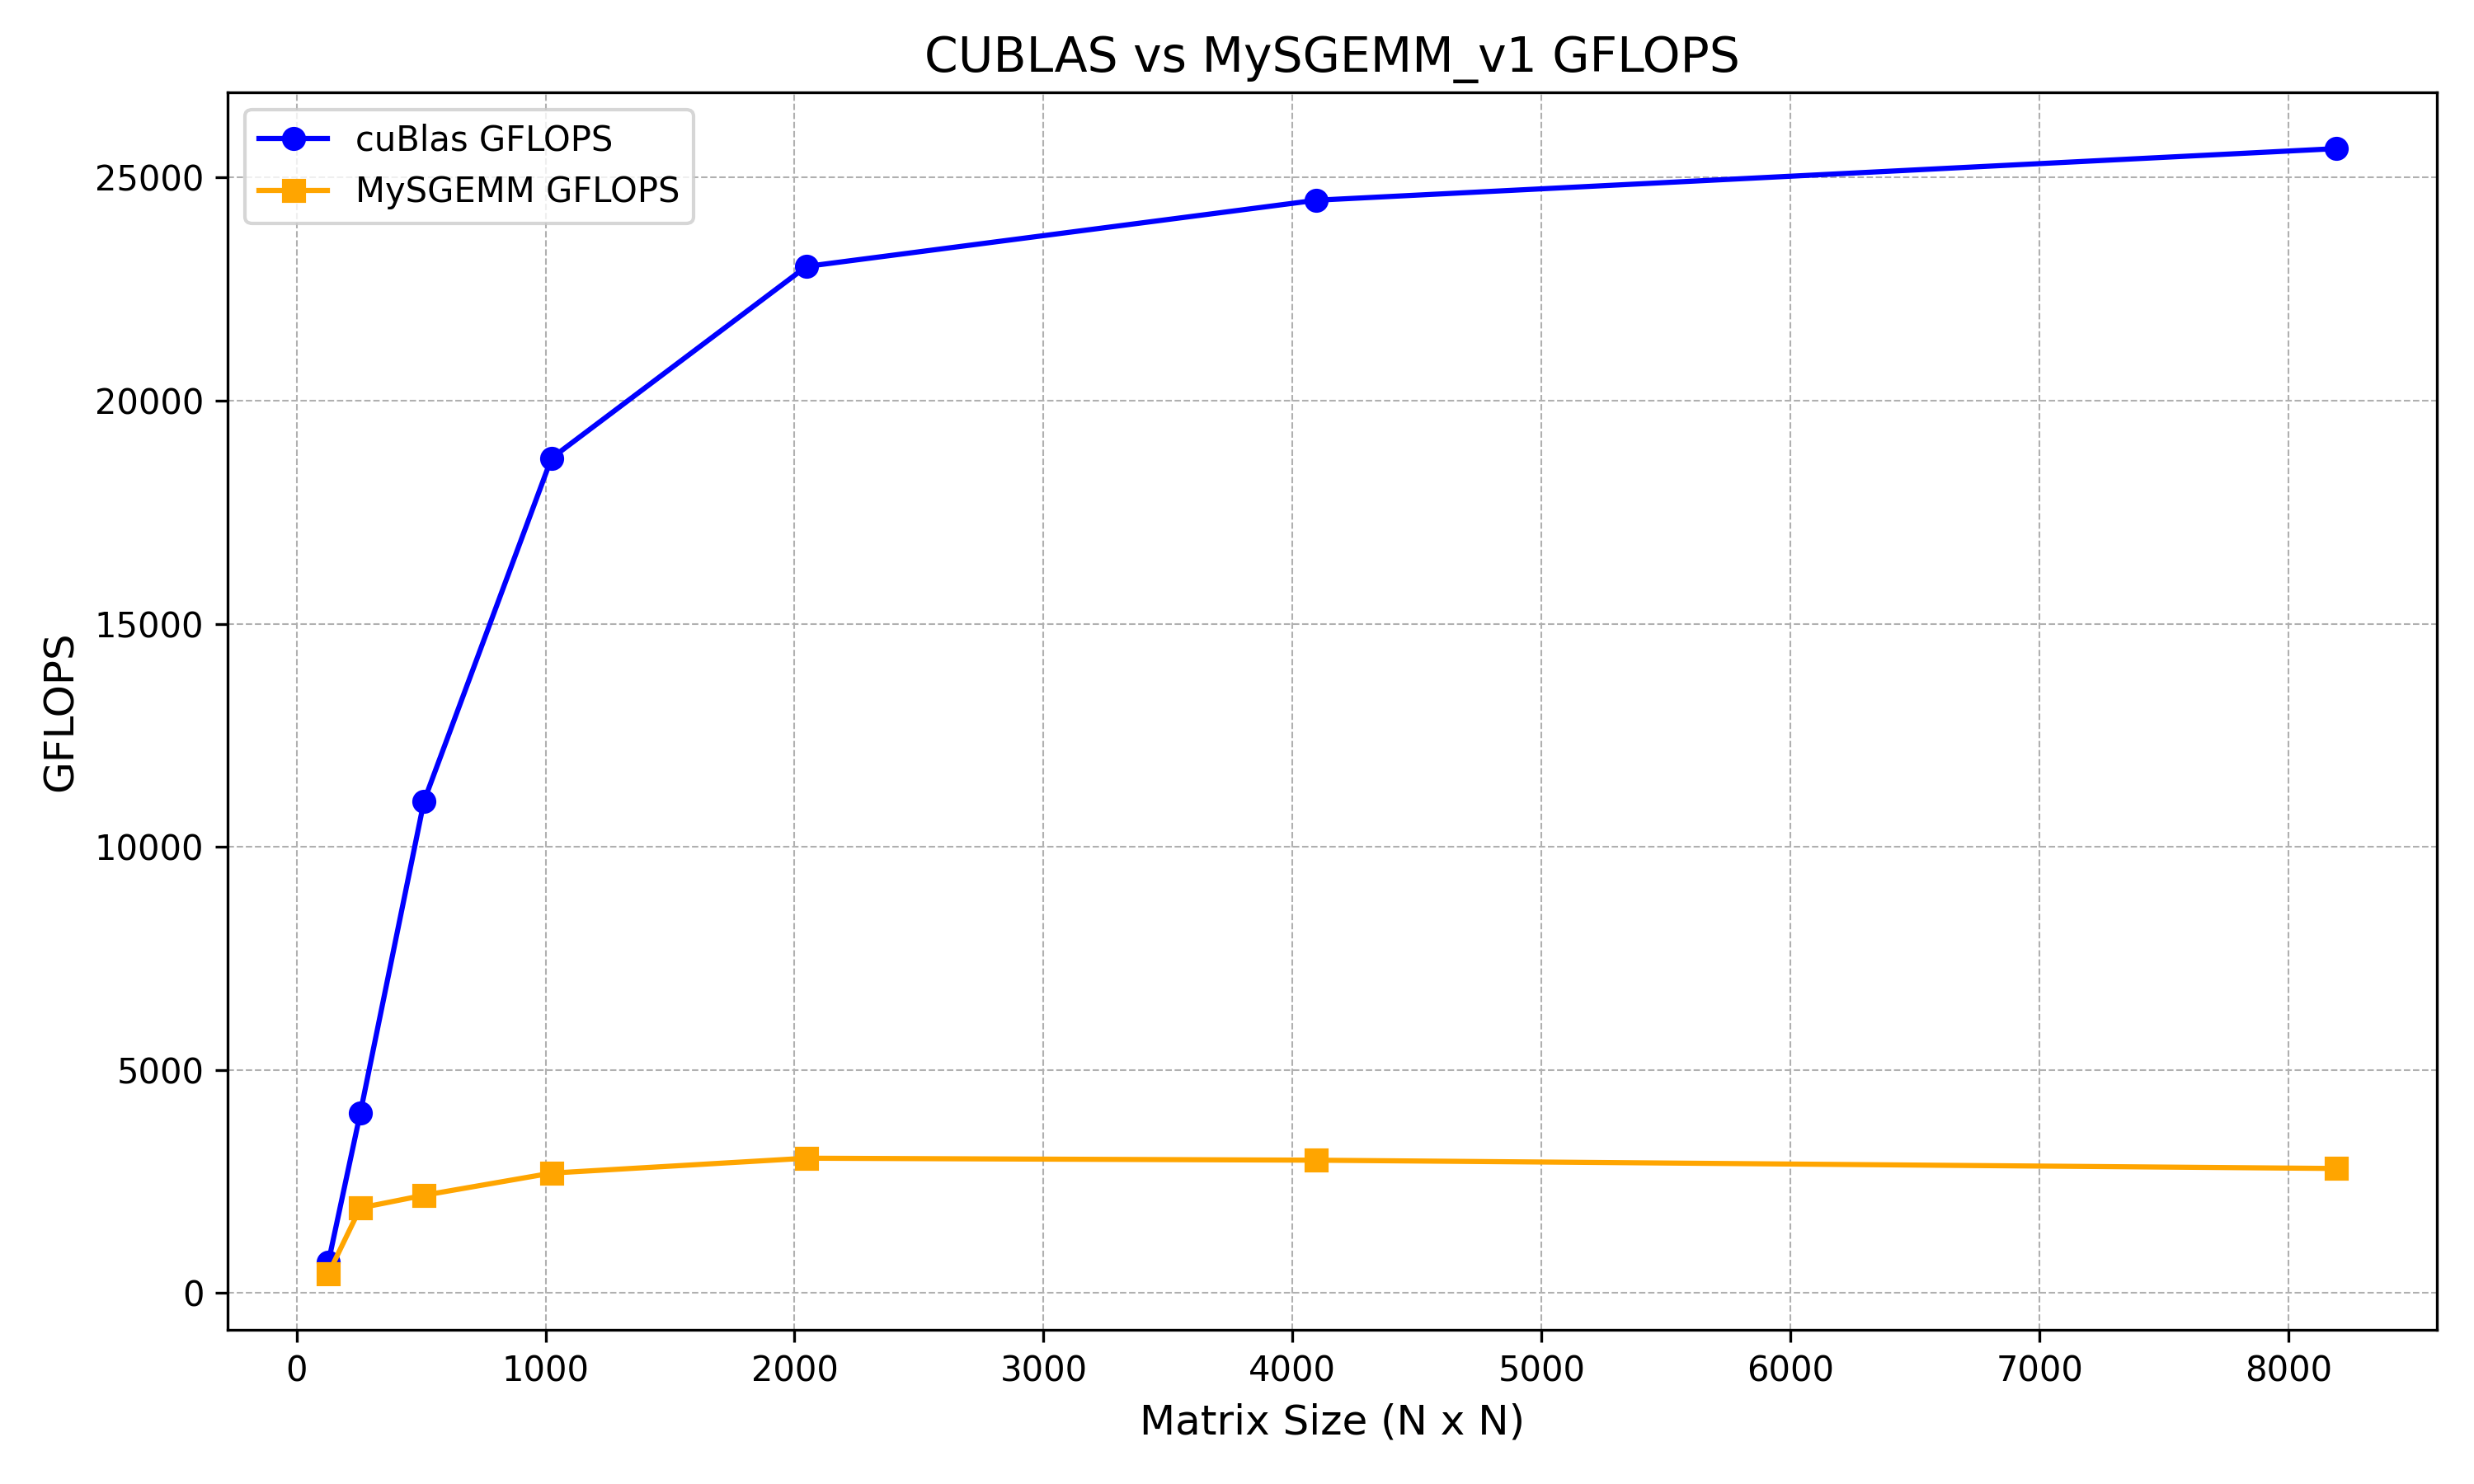 CUBLAS vs MySGEMM_v1 GFLOPS
cuBlas GFLOPS
MySGEMM GFLOPS
GFLOPS
25000
20000
15000
10000
5000
0
0 1000 2000 3000 4000 5000 6000 7000 8000
Matrix Size (N x N)